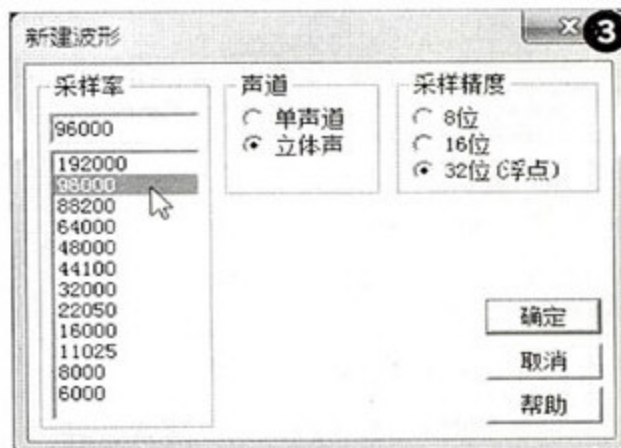 新建波形
3
采样率
96000
192000
96000
88200
64000
48000
44100
32000
22050
16000
11025
8000
6000
声道
单声道
立体声
采样精度
8位
16位
32位(浮点)
确定
取消
帮助